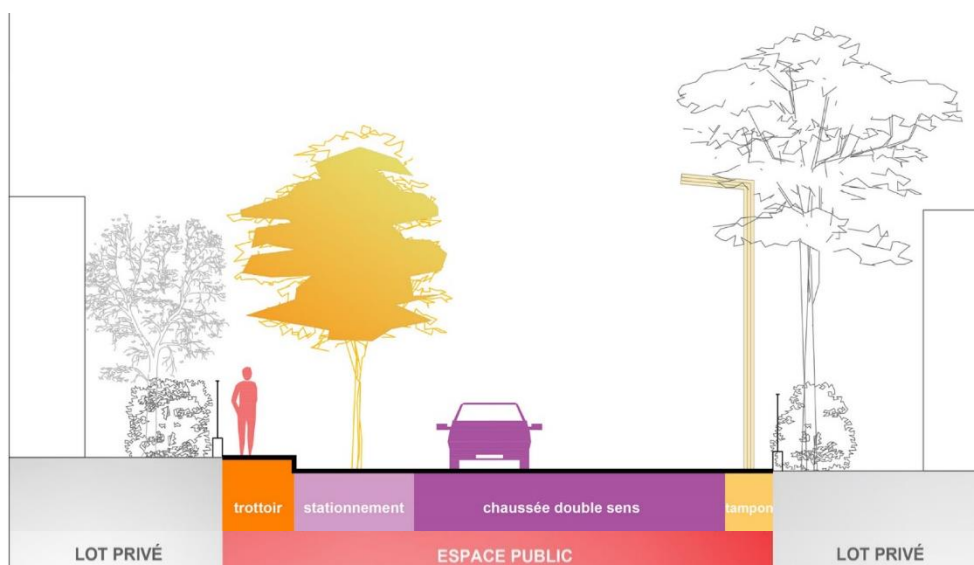 trottoir
stationnement
chaussée double sens
tampon
LOT PRIVÉ
ESPACE PUBLIC
LOT PRIVÉ